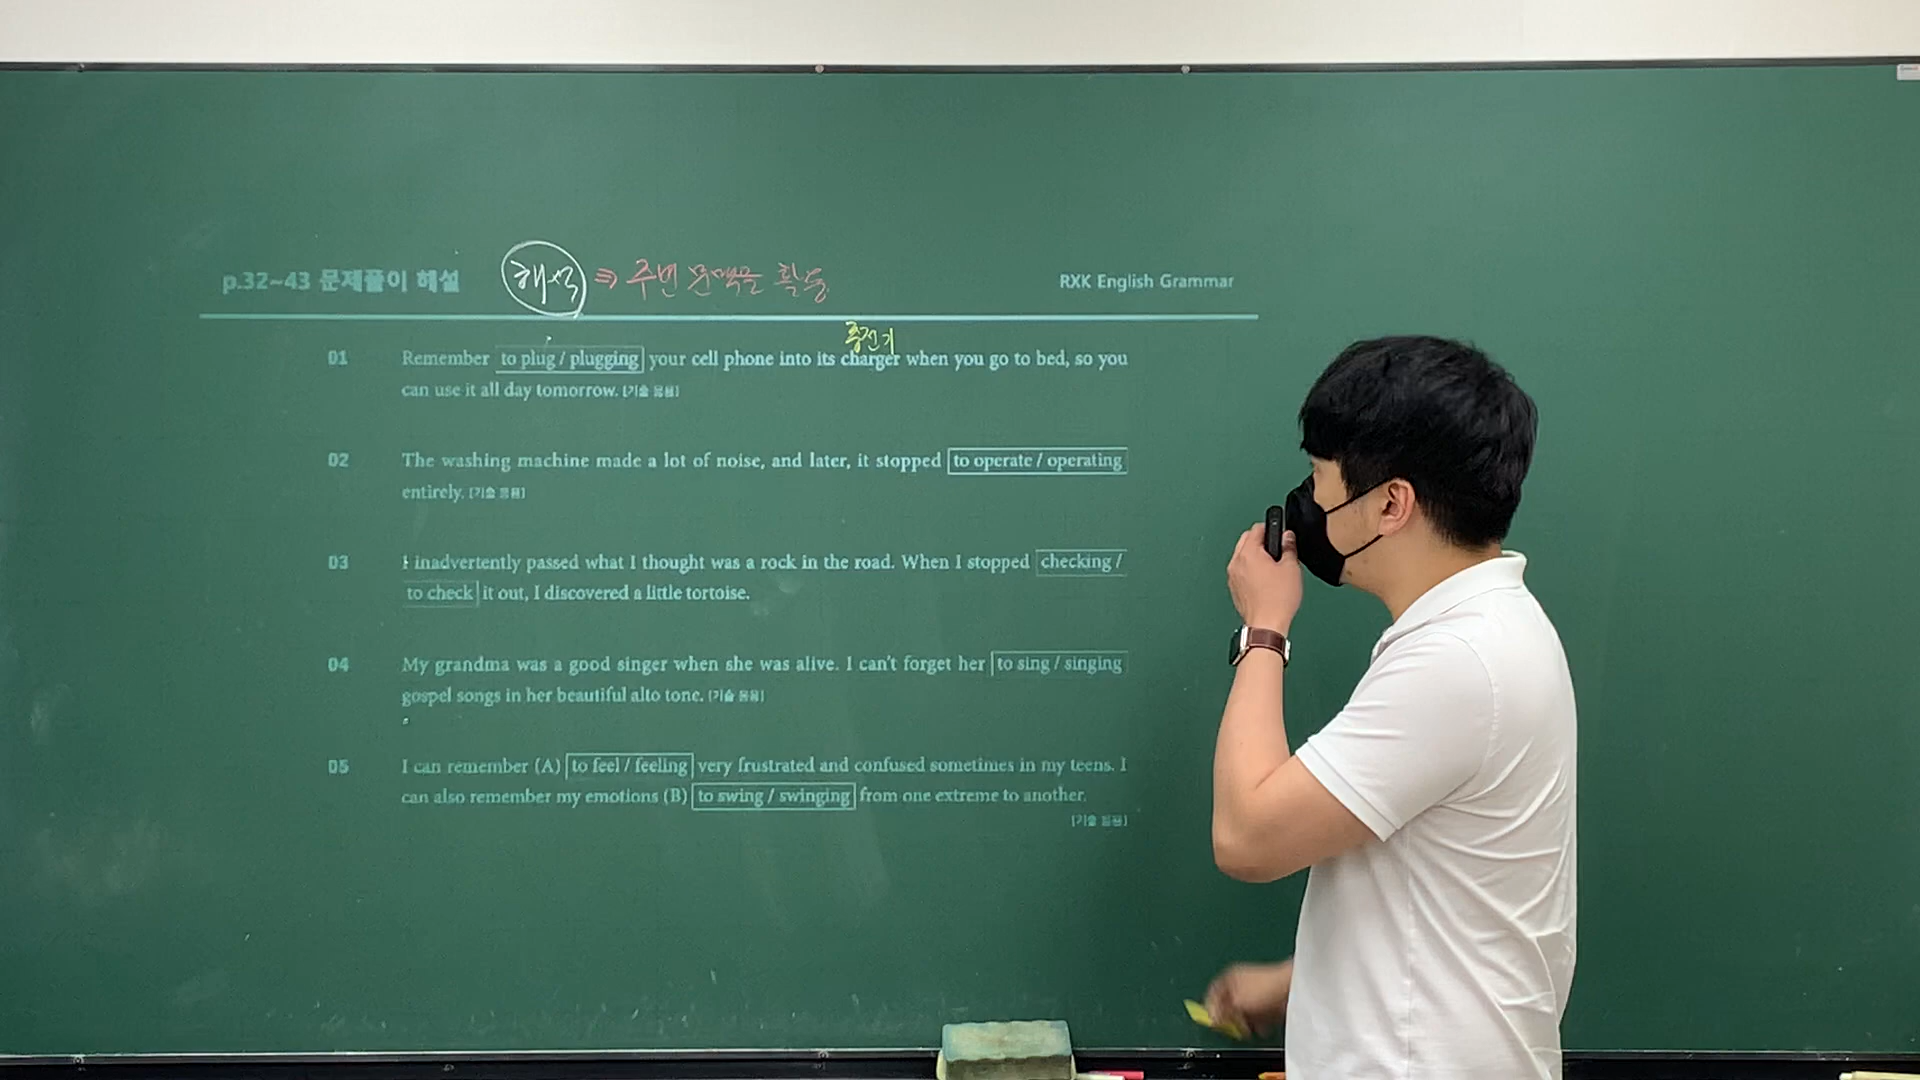 p.32~43 문제풀이 해설 해석 ⇒ 주변 문맥을 활용. RXK English Grammar
충전기
01 Remember to plug / plugging your cell phone into its charger when you go to bed, so you
can use it all day tomorrow. [기출 응용]
02 The washing machine made a lot of noise, and later, it stopped to operate / operating
entirely. [기출 응용]
03 I inadvertently passed what I thought was a rock in the road. When I stopped checking /
to check it out, I discovered a little tortoise.
04 My grandma was a good singer when she was alive. I can't forget her to sing / singing
gospel songs in her beautiful alto tone. [기출 응용]
05 I can remember (A) to feel / feeling very frustrated and confused sometimes in my teens. I
can also remember my emotions (B) to swing / swinging from one extreme to another.
[기출 응용]